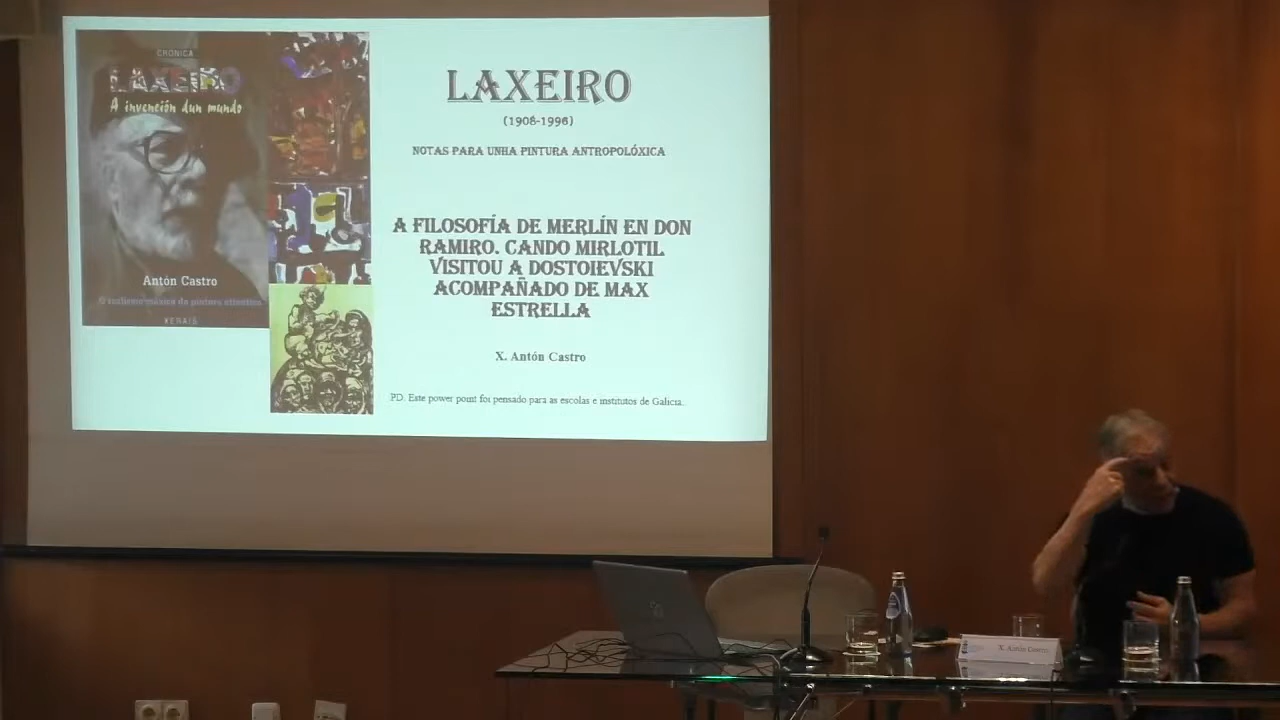 CRÓNICA
LAXEIRO
A invención dun mundo
Antón Castro
XERAIS
LAXEIRO
(1908-1996)
NOTAS PARA UNHA PINTURA ANTROPOLÓXICA
A FILOSOFÍA DE MERLÍN EN DON
RAMIRO. CANDO MIRLOTIL
VISITOU A DOSTOIEVSKI
ACOMPAÑADO DE MAX
ESTRELLA
X. Antón Castro
PD. Este power point foi pensado para as escolas e institutos de Galicia.
X. Antón Castro